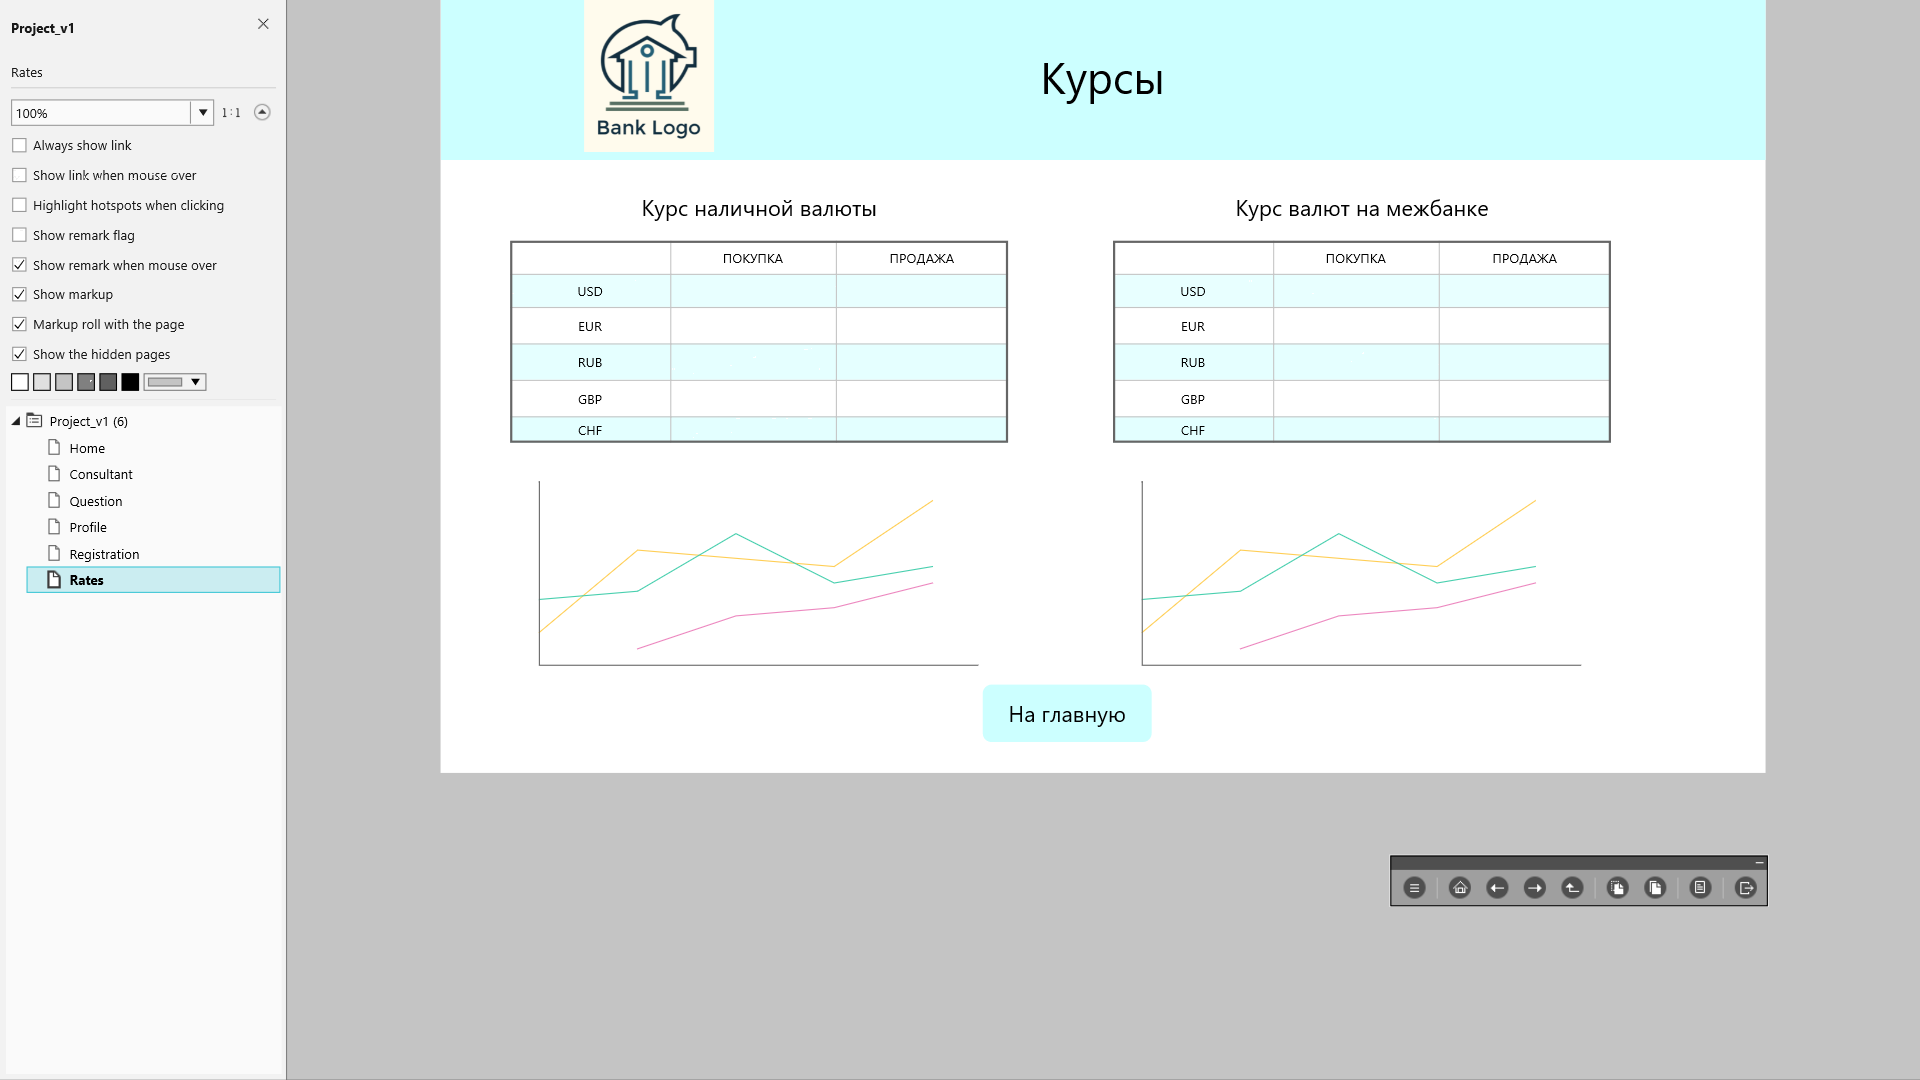 Project_v1
Rates
100%
1:1
Always show link
Show link when mouse over
Highlight hotspots when clicking
Show remark flag
Show remark when mouse over
Show markup
Markup roll with the page
Show the hidden pages
Project_v1 (6)
Home
Consultant
Question
Profile
Registration
Rates
Bank Logo
Курсы
Курс наличной валюты
ПОКУПКА ПРОДАЖА
USD
EUR
RUB
GBP
CHF
Курс валют на межбанке
ПОКУПКА ПРОДАЖА
USD
EUR
RUB
GBP
CHF
На главную